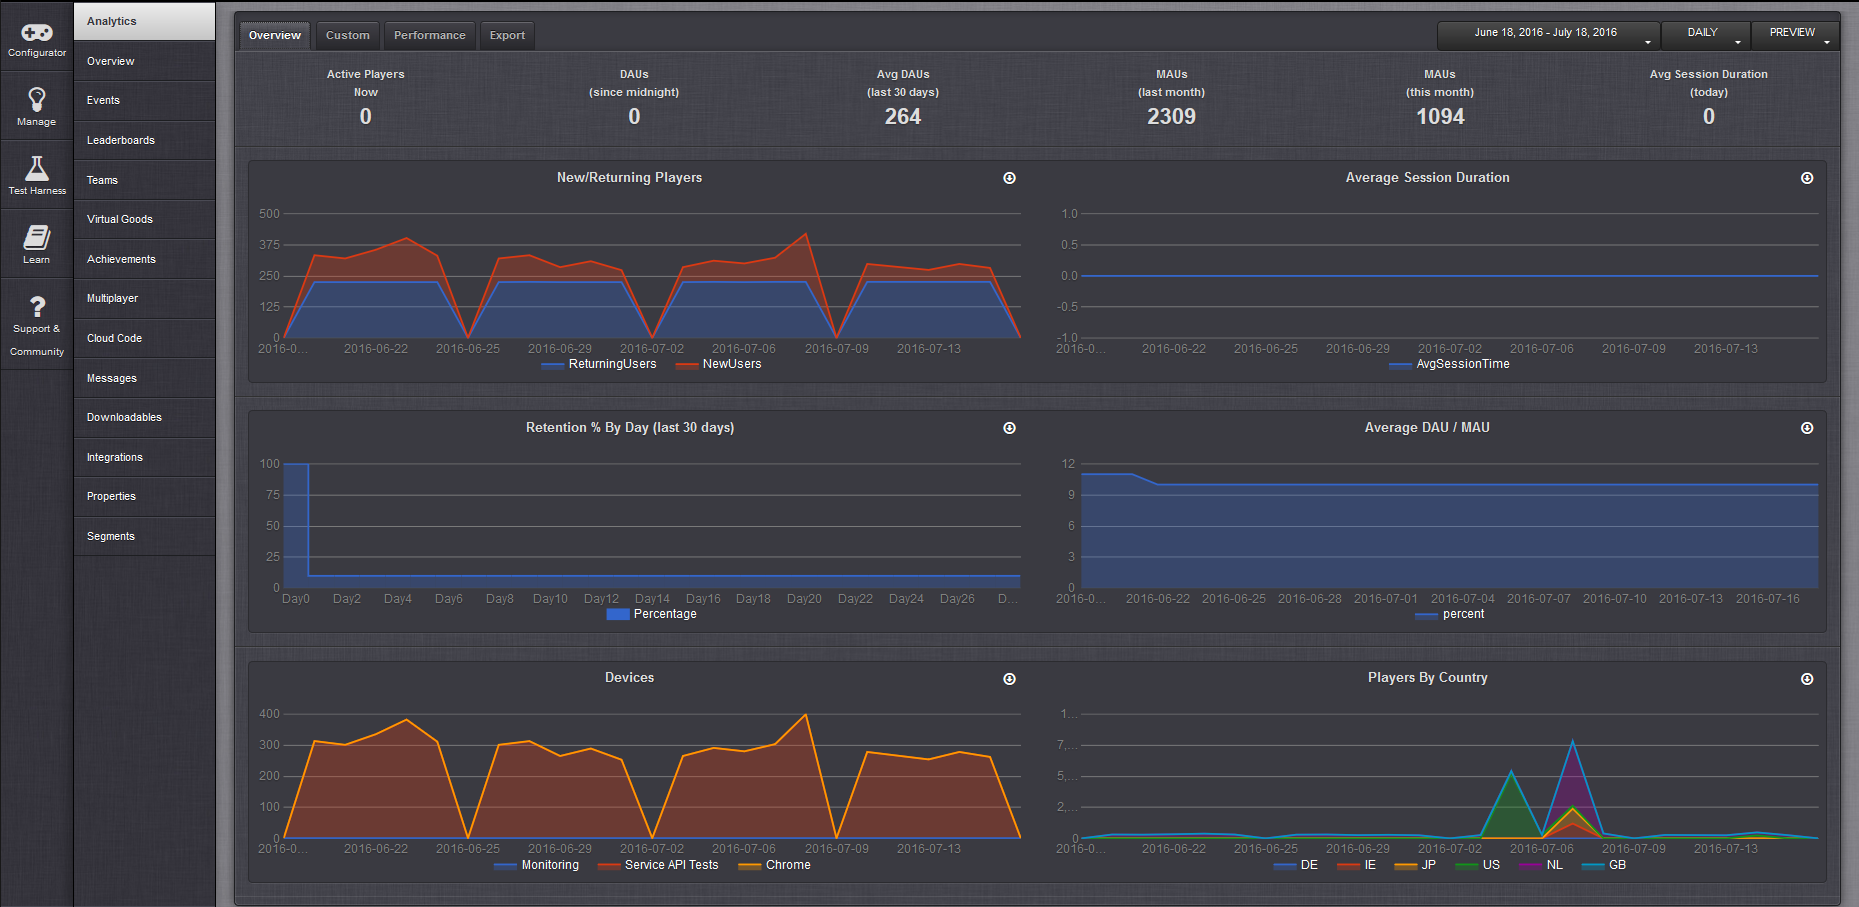 Configurator
Manage
Test Harness
Learn
Support &
Community
Analytics
Overview
Events
Leaderboards
Teams
Virtual Goods
Achievements
Multiplayer
Cloud Code
Messages
Downloadables
Integrations
Properties
Segments
Overview Custom Performance Export
June 18, 2016 - July 18, 2016 DAILY PREVIEW
Active Players
Now
0
DAUs
(since midnight)
0
Avg DAUs
(last 30 days)
264
MAUs
(last month)
2309
MAUs
(this month)
1094
Avg Session Duration
(today)
0
New/Returning Players
500
375
250
125
0
2016-0... 2016-06-22 2016-06-25 2016-06-29 2016-07-02 2016-07-06 2016-07-09 2016-07-13
ReturningUsers NewUsers
Average Session Duration
1.0
0.5
0.0
-0.5
-1.0
2016-0... 2016-06-22 2016-06-25 2016-06-29 2016-07-02 2016-07-06 2016-07-09 2016-07-13
AvgSessionTime
Retention % By Day (last 30 days)
100
75
50
25
0
Day0 Day2 Day4 Day6 Day8 Day10 Day12 Day14 Day16 Day18 Day20 Day22 Day24 Day26 D...
Percentage
Average DAU / MAU
12
9
6
3
0
2016-0... 2016-06-22 2016-06-25 2016-06-28 2016-07-01 2016-07-04 2016-07-07 2016-07-10 2016-07-13 2016-07-16
percent
Devices
400
300
200
100
0
2016-0... 2016-06-22 2016-06-25 2016-06-29 2016-07-02 2016-07-06 2016-07-09 2016-07-13
Monitoring Service API Tests Chrome
Players By Country
1...
7,...
5,...
2,...
0
2016-0... 2016-06-22 2016-06-25 2016-06-29 2016-07-02 2016-07-06 2016-07-09 2016-07-13
DE IE JP US NL GB